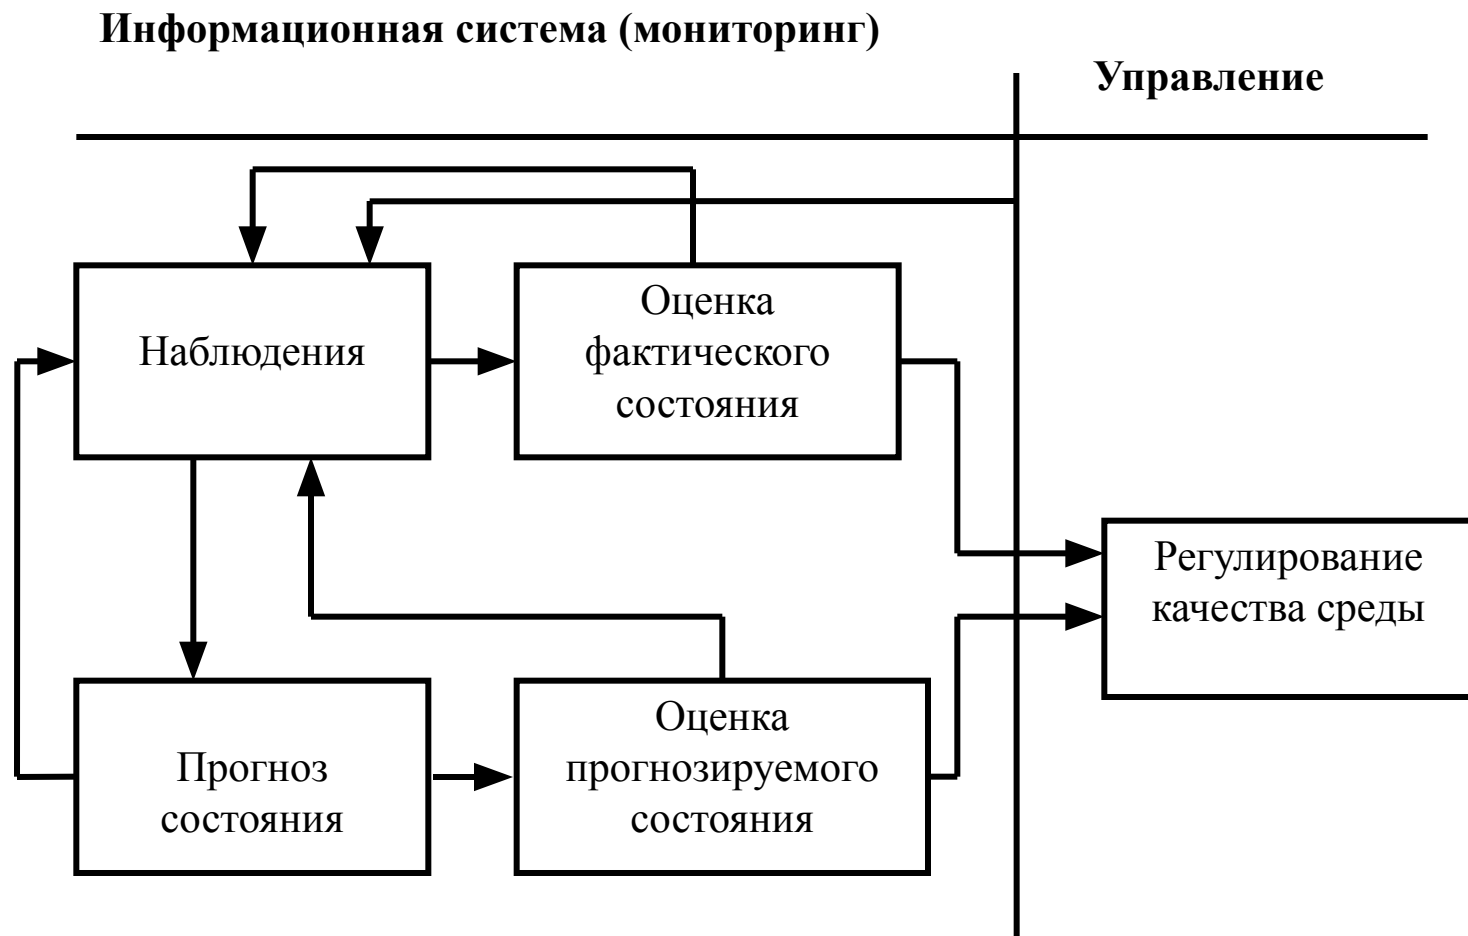 Информационная система (мониторинг)
Управление
Наблюдения
Оценка
фактического
состояния
Регулирование
качества среды
Прогноз
состояния
Оценка
прогнозируемого
состояния